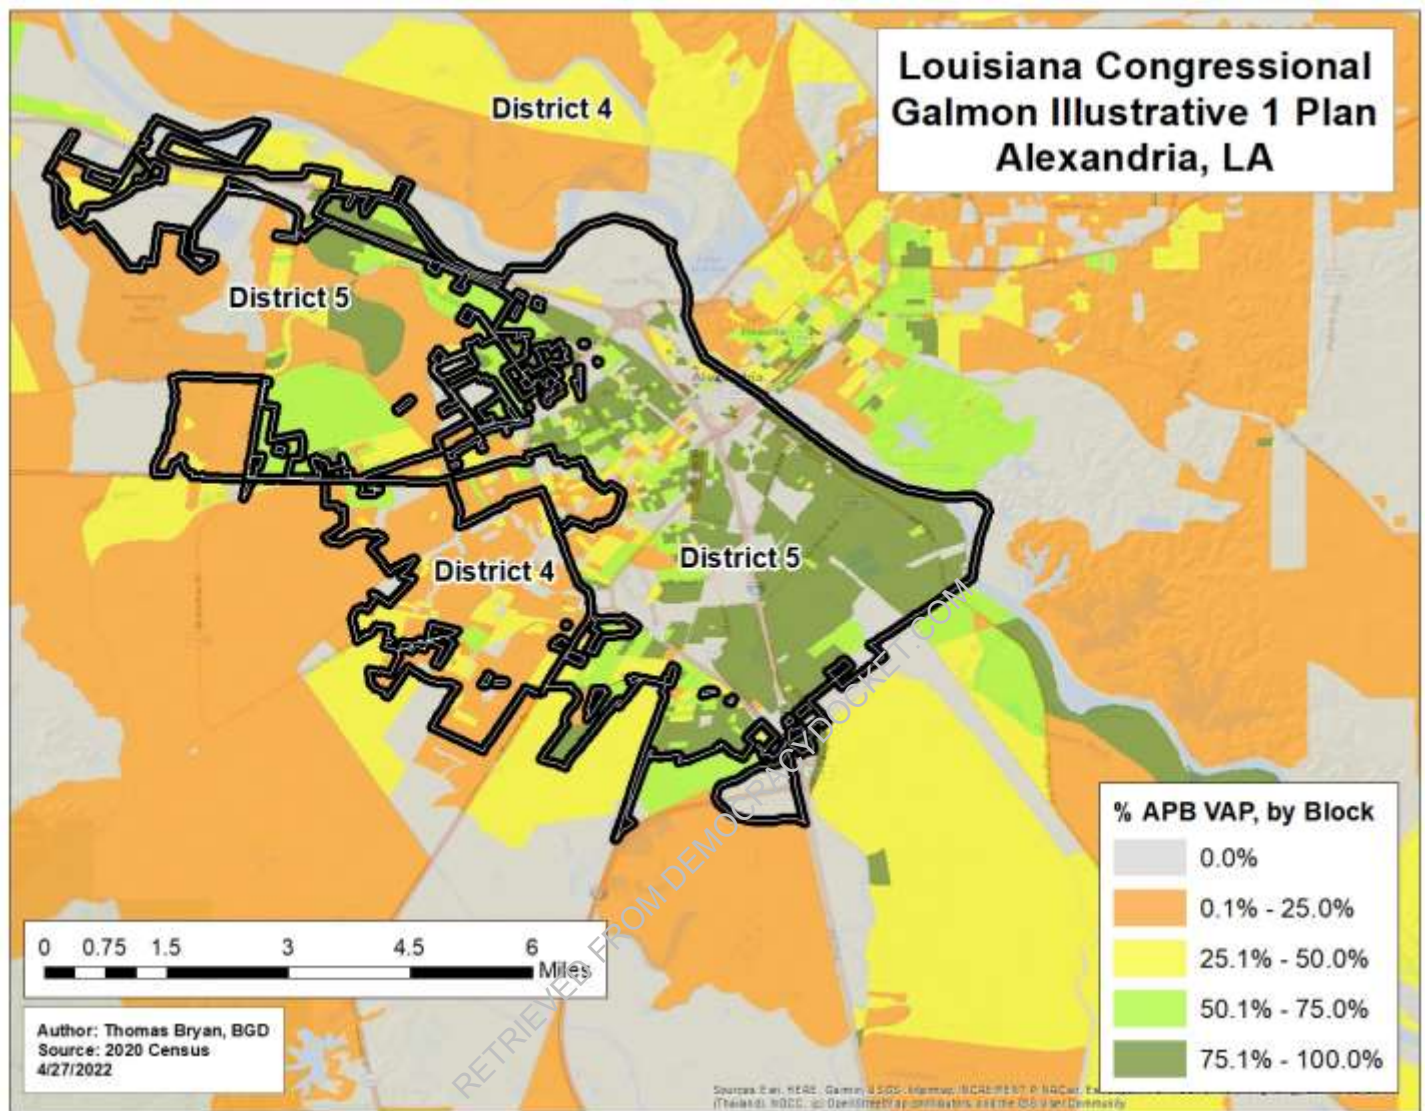 Louisiana Congressional
Galmon Illustrative 1 Plan
Alexandria, LA
District 4
District 5
District 4
District 5
% APB VAP, by Block
0.0%
0.1% - 25.0%
25.1% - 50.0%
50.1% - 75.0%
75.1% - 100.0%
0 0.75 1.5 3 4.5 6
Miles
Author: Thomas Bryan, BGD
Source: 2020 Census
4/27/2022
RETRIEVED FROM DEMOCRACYDOCKET.COM